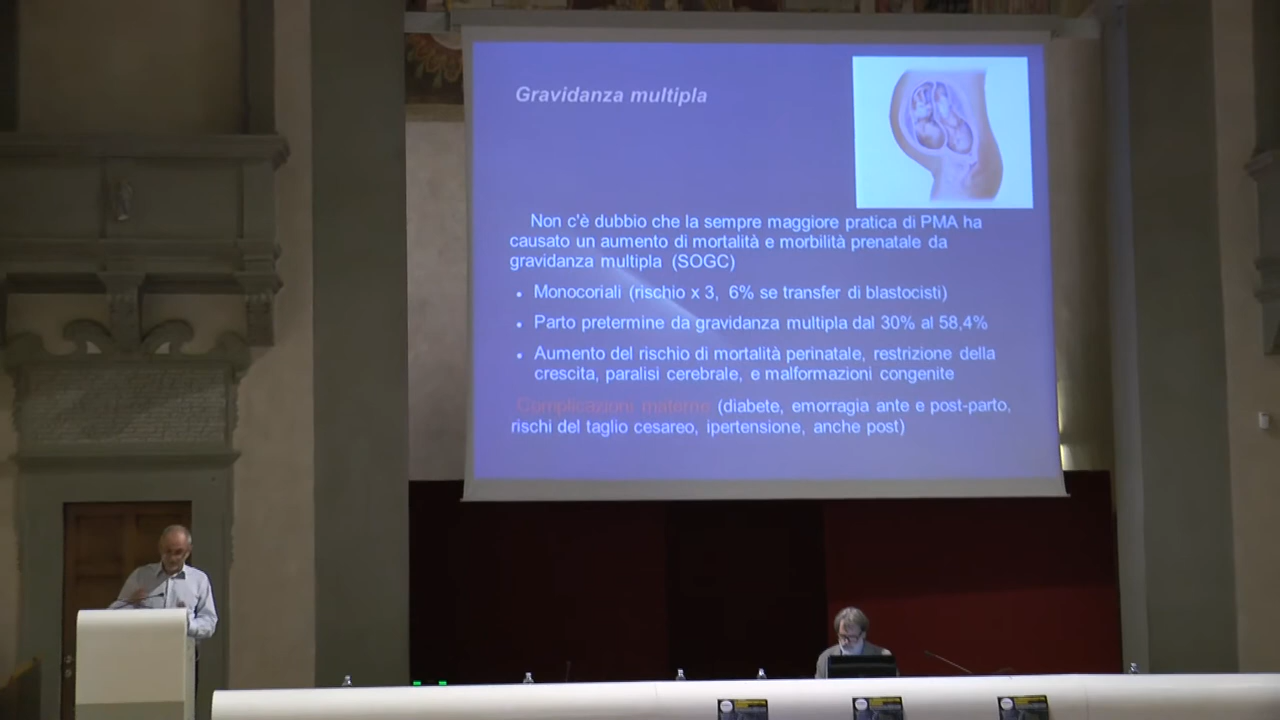 Gravidanza multipla
Non c'è dubbio che la sempre maggiore pratica di PMA ha
causato un aumento di mortalità e morbilità prenatale da
gravidanza multipla (SOGC)
• Monocoriali (rischio x 3, 6% se transfer di blastocisti)
• Parto pretermine da gravidanza multipla dal 30% al 58,4%
• Aumento del rischio di mortalità perinatale, restrizione della
crescita, paralisi cerebrale, e malformazioni congenite
Complicazioni materne (diabete, emorragia ante e post-parto,
rischi del taglio cesareo, ipertensione, anche post)